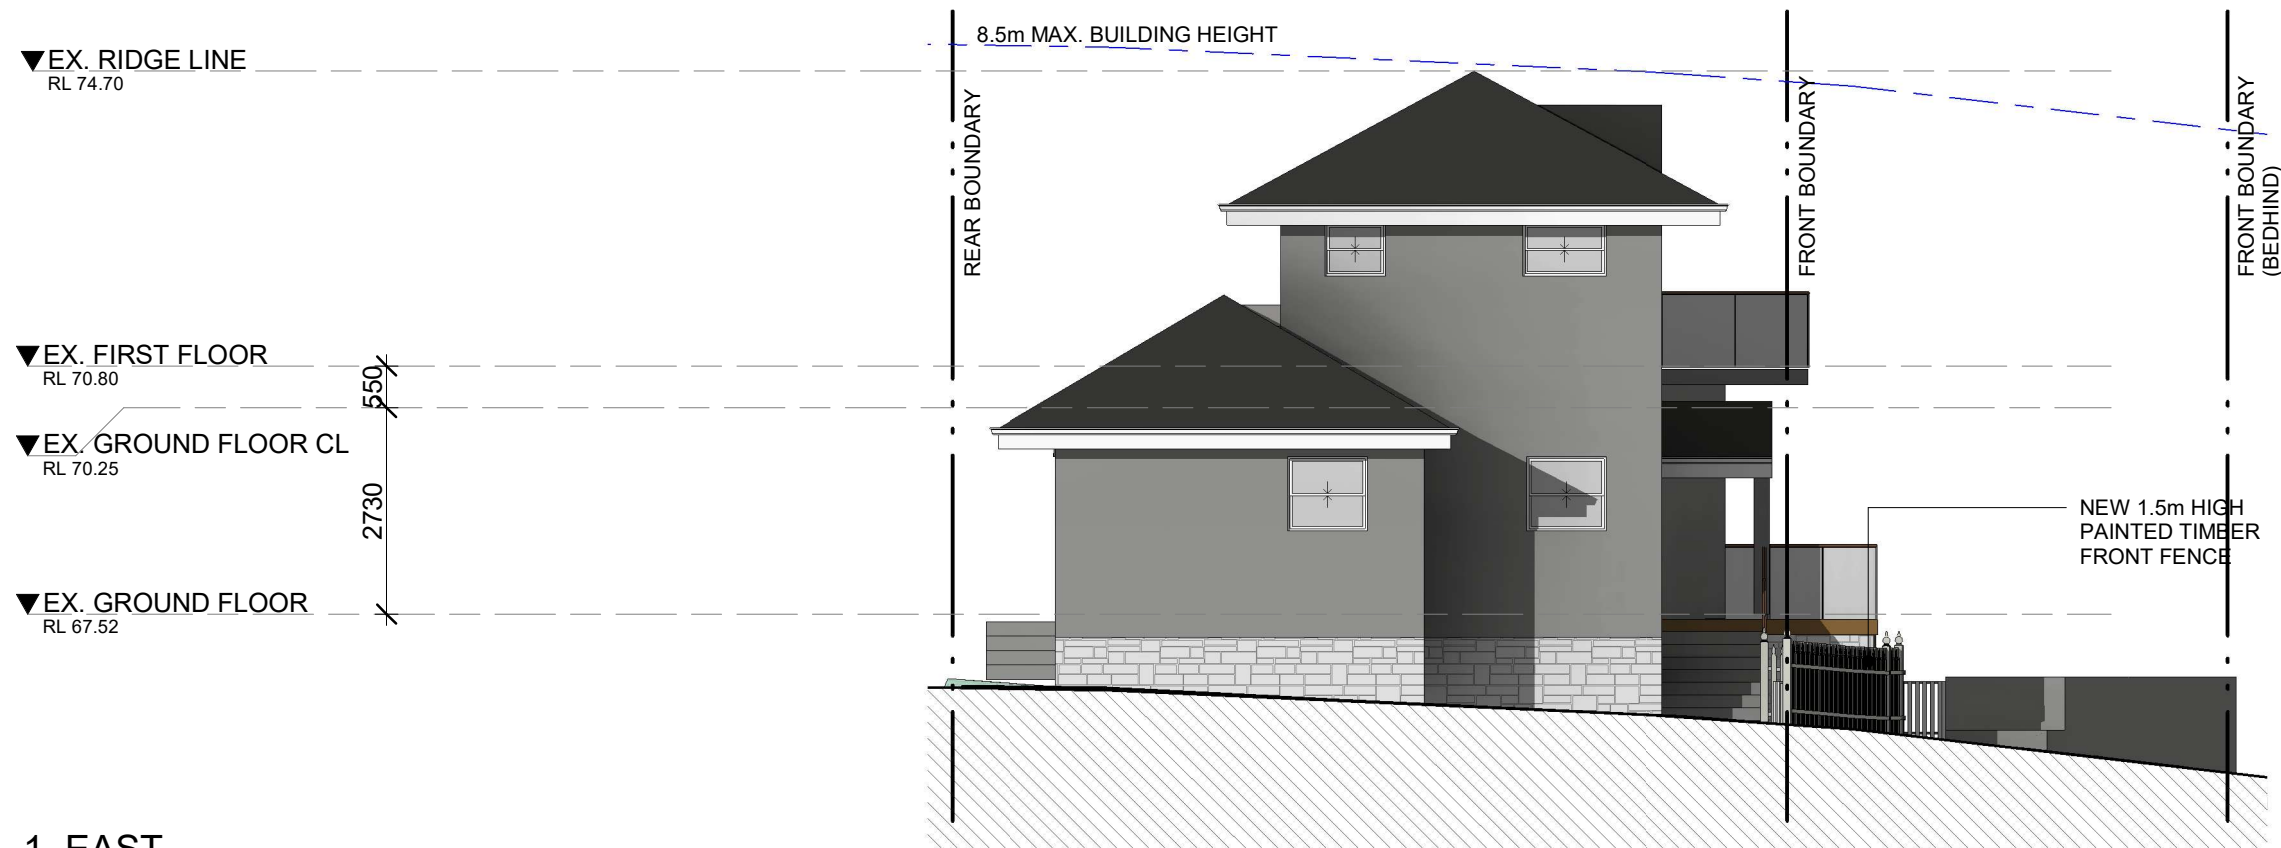 8.5m MAX. BUILDING HEIGHT
EX. RIDGE LINE
RL 74.70
REAR BOUNDARY
FRONT BOUNDARY
FRONT BOUNDARY
(BEDHIND)
EX. FIRST FLOOR
RL 70.80
550
EX. GROUND FLOOR CL
RL 70.25
2730
NEW 1.5m HIGH
PAINTED TIMBER
FRONT FENCE
EX. GROUND FLOOR
RL 67.52
1 EAST